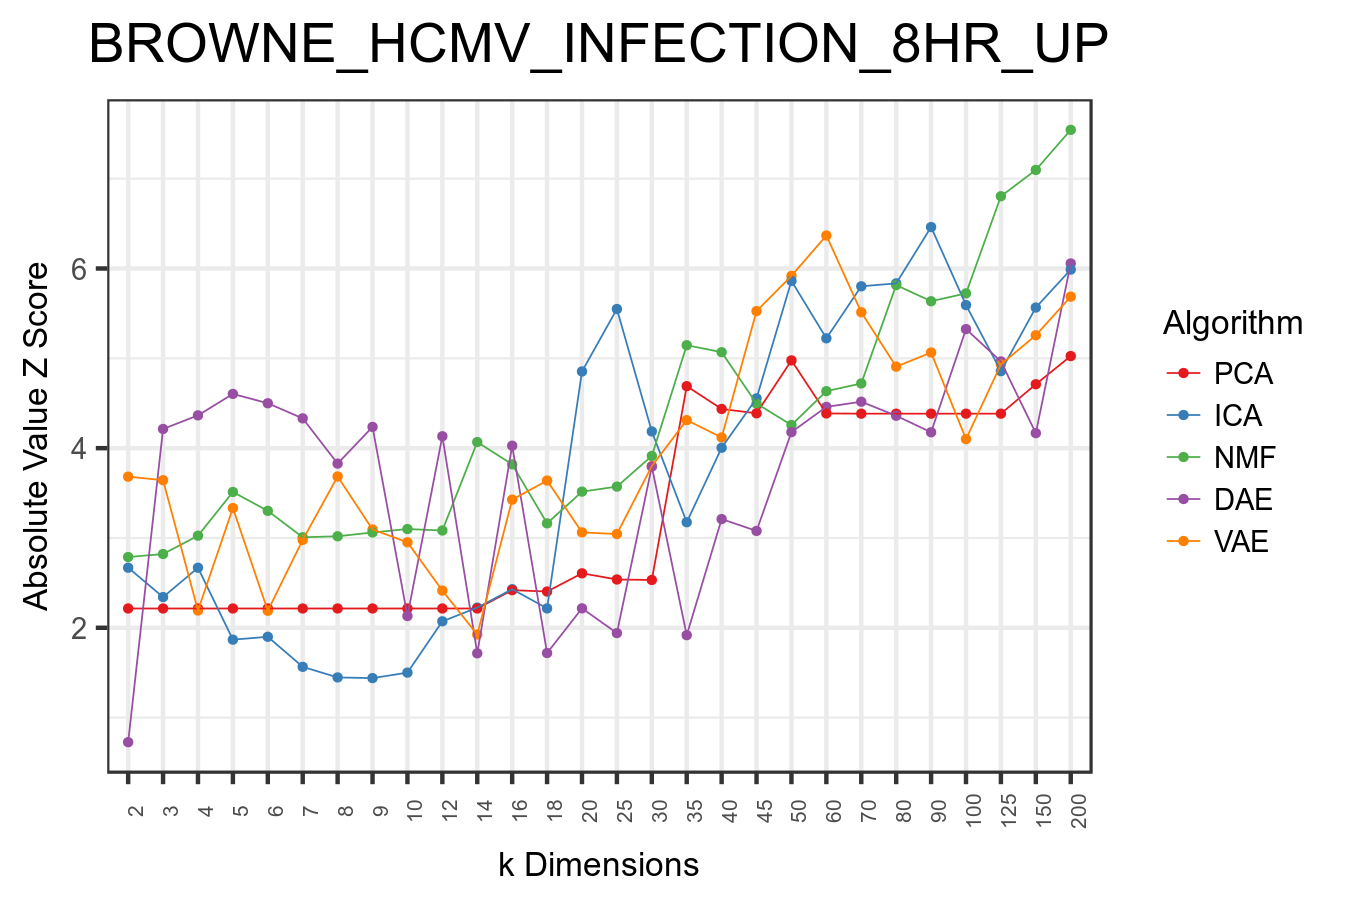 BROWNE_HCMV_INFECTION_8HR_UP
Absolute Value Z Score
6
4
2
2 3 4 5 6 7 8 9 10 12 14 16 18 20 25 30 35 40 45 50 60 70 80 90 100 125 150 200
k Dimensions
Algorithm
PCA
ICA
NMF
DAE
VAE